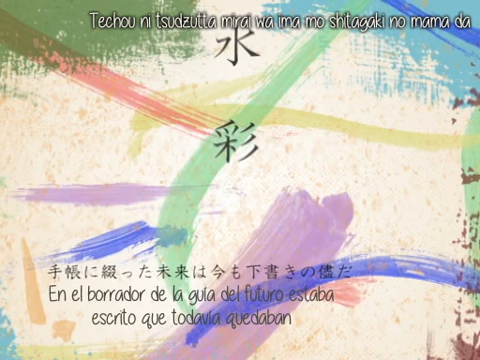 Techou ni tsudzutta mirai wa ima mo shitagaki no mama da
水
彩
手帳に綴った未来は今も下書きの儘だ
En el borrador de la guía del futuro estaba
escrito que todavía quedaban